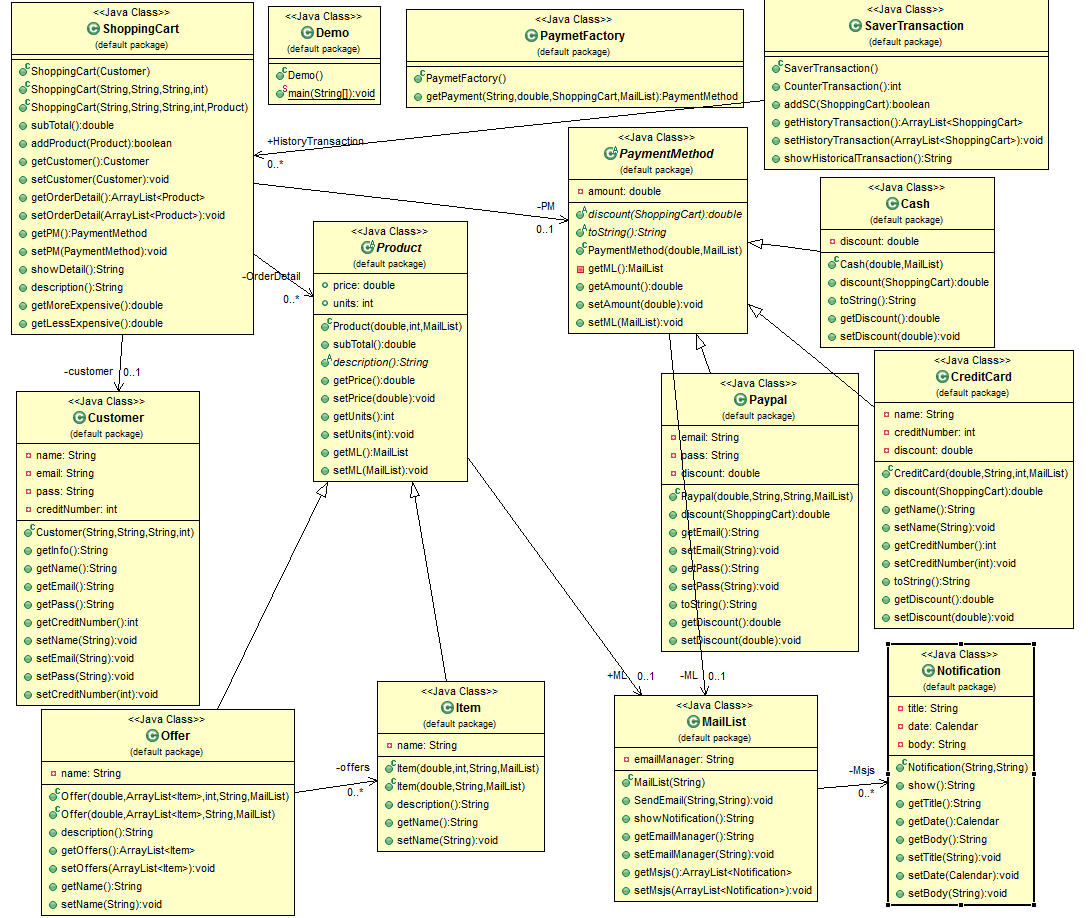 <<Java Class>>
ShoppingCart
(default package)
ShoppingCart(Customer)
ShoppingCart(String,String,String,int)
ShoppingCart(String,String,String,int,Product)
subTotal():double
addProduct(Product):boolean
getCustomer():Customer
setCustomer(Customer):void
getOrderDetail():ArrayList<Product>
setOrderDetail(ArrayList<Product>):void
getPM():PaymentMethod
setPM(PaymentMethod):void
showDetail():String
description():String
getMoreExpensive():double
getLessExpensive():double
<<Java Class>>
Demo
(default package)
Demo()
main(String[]):void
<<Java Class>>
PaymetFactory
(default package)
PaymetFactory()
getPayment(String,double,ShoppingCart,MailList):PaymentMethod
<<Java Class>>
SaverTransaction
(default package)
SaverTransaction()
CounterTransaction():int
addSC(ShoppingCart):boolean
getHistoryTransaction():ArrayList<ShoppingCart>
setHistoryTransaction(ArrayList<ShoppingCart>):void
showHistoricalTransaction():String
+HistoryTransaction
0..*
-PM
0..1
-OrderDetail
0..*
-customer
0..1
<<Java Class>>
PaymentMethod
(default package)
amount: double
discount(ShoppingCart):double
toString():String
PaymentMethod(double,MailList)
getML():MailList
getAmount():double
setAmount(double):void
setML(MailList):void
<<Java Class>>
Cash
(default package)
discount: double
Cash(double,MailList)
discount(ShoppingCart):double
toString():String
getDiscount():double
setDiscount(double):void
<<Java Class>>
Product
(default package)
price: double
units: int
Product(double,int,MailList)
subTotal():double
description():String
getPrice():double
setPrice(double):void
getUnits():int
setUnits(int):void
getML():MailList
setML(MailList):void
<<Java Class>>
CreditCard
(default package)
name: String
creditNumber: int
discount: double
CreditCard(double,String,int,MailList)
discount(ShoppingCart):double
getName():String
setName(String):void
getCreditNumber():int
setCreditNumber(int):void
toString():String
getDiscount():double
setDiscount(double):void
<<Java Class>>
Paypal
(default package)
email: String
pass: String
discount: double
Paypal(double,String,String,MailList)
discount(ShoppingCart):double
getEmail():String
setEmail(String):void
getPass():String
setPass(String):void
toString():String
getDiscount():double
setDiscount(double):void
<<Java Class>>
Customer
(default package)
name: String
email: String
pass: String
creditNumber: int
Customer(String,String,String,int)
getInfo():String
getName():String
getEmail():String
getPass():String
getCreditNumber():int
setName(String):void
setEmail(String):void
setPass(String):void
setCreditNumber(int):void
+ML
0..1
-ML
0..1
<<Java Class>>
Offer
(default package)
name: String
Offer(double,ArrayList<Item>,int,String,MailList)
Offer(double,ArrayList<Item>,String,MailList)
description():String
getOffers():ArrayList<Item>
setOffers(ArrayList<Item>):void
getName():String
setName(String):void
-offers
0..*
<<Java Class>>
Item
(default package)
name: String
Item(double,int,String,MailList)
Item(double,String,MailList)
description():String
getName():String
setName(String):void
<<Java Class>>
MailList
(default package)
emailManager: String
MailList(String)
SendEmail(String,String):void
showNotification():String
getEmailManager():String
setEmailManager(String):void
getMsjs():ArrayList<Notification>
setMsjs(ArrayList<Notification>):void
-Msjs
0..*
<<Java Class>>
Notification
(default package)
title: String
date: Calendar
body: String
Notification(String,String)
show():String
getTitle():String
getDate():Calendar
getBody():String
setTitle(String):void
setDate(Calendar):void
setBody(String):void